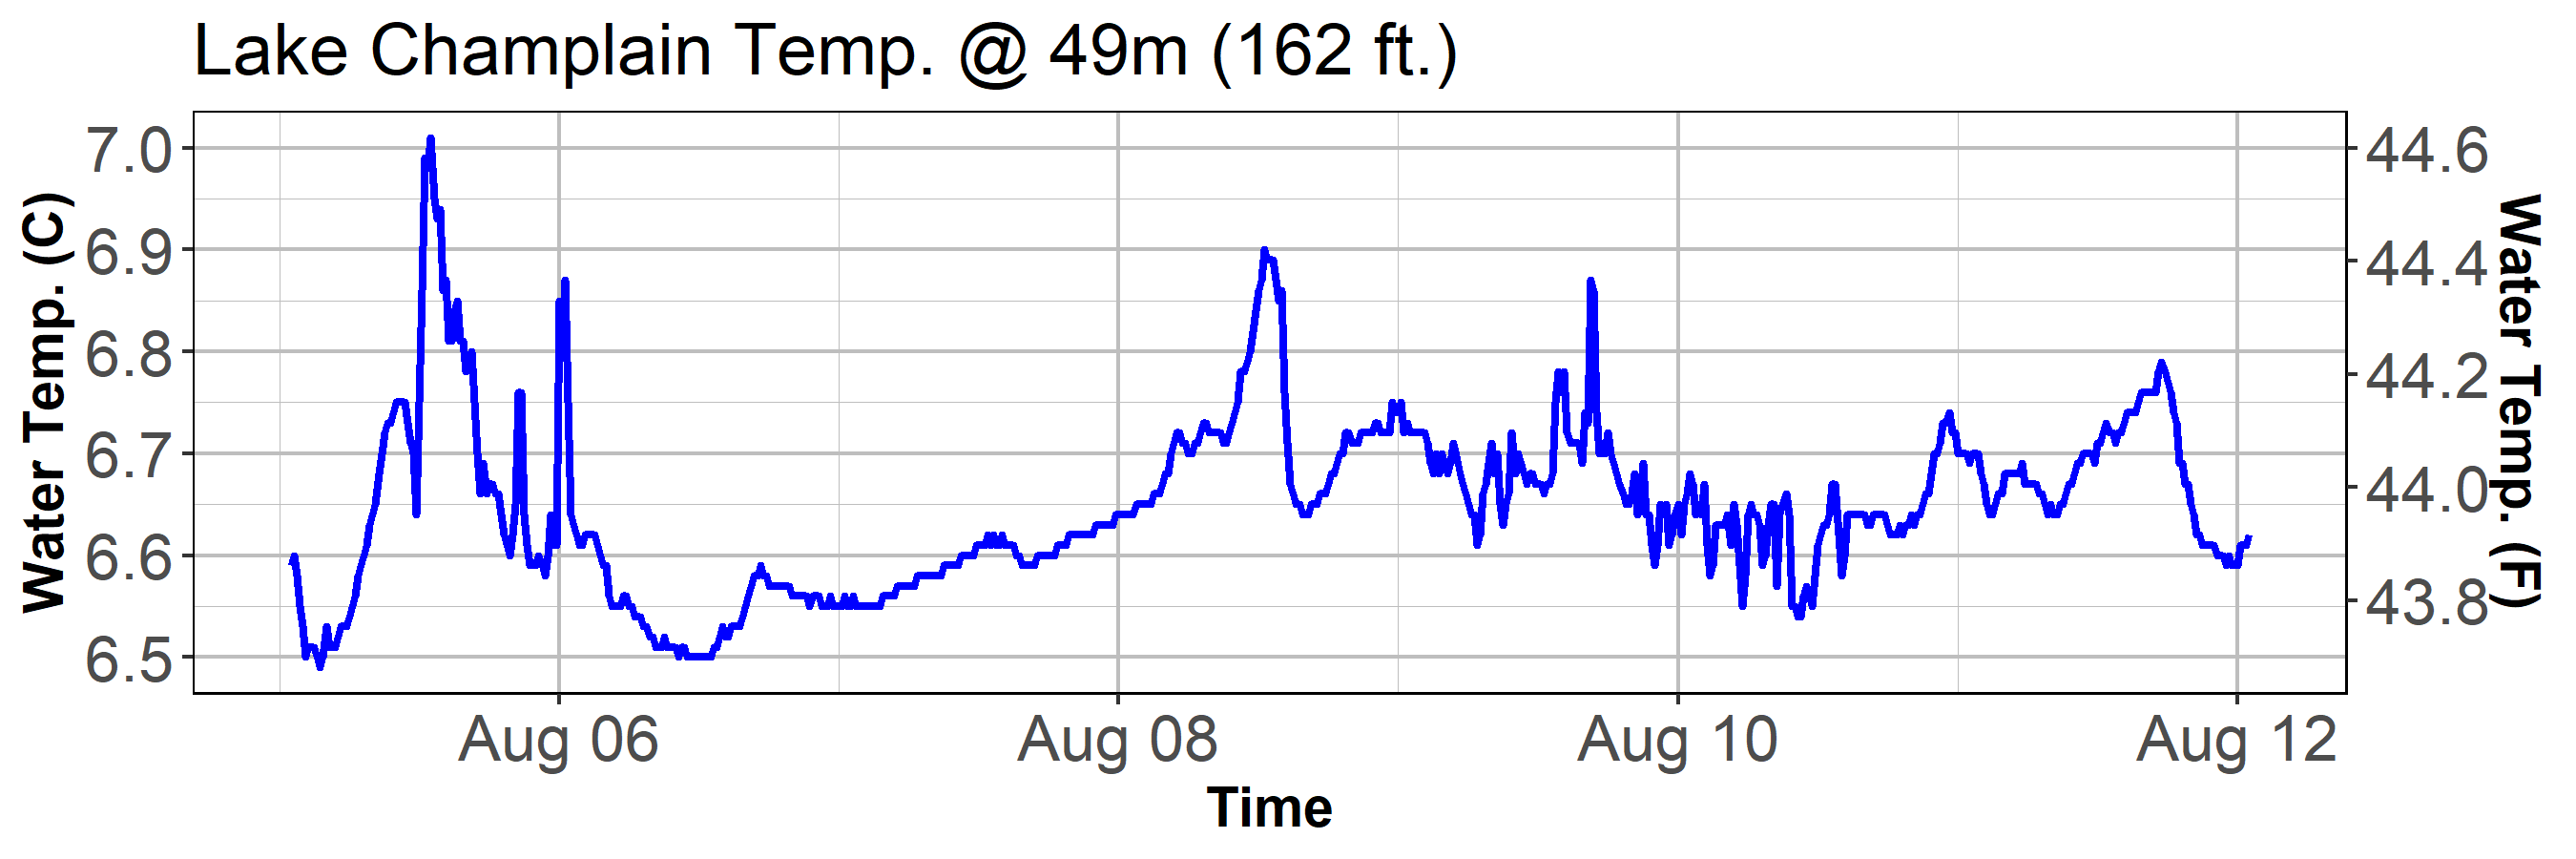 Lake Champlain Temp. @ 49m (162 ft.)
Water Temp. (C)
7.0
6.9
6.8
6.7
6.6
6.5
44.6
44.4
44.2
44.0
43.8
Water Temp. (F)
Aug 06 Aug 08 Aug 10 Aug 12
Time